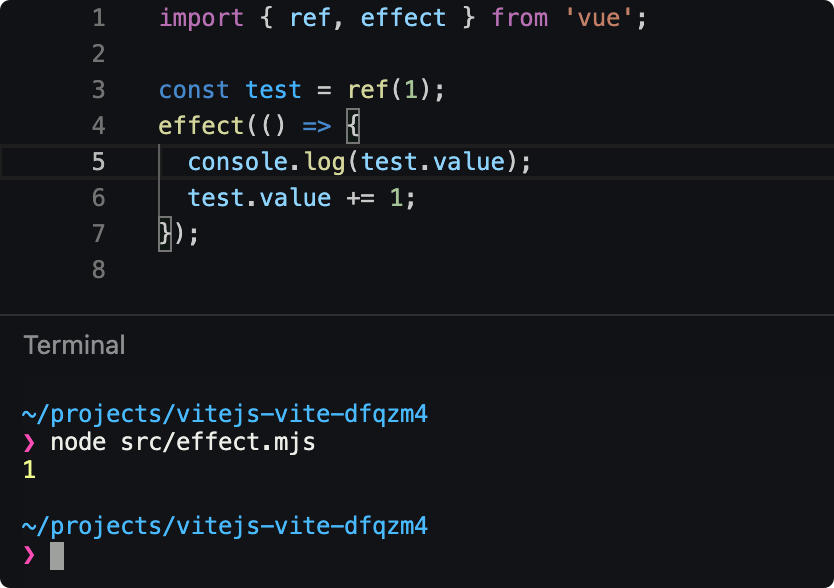 1 import { ref, effect } from 'vue';
2
3 const test = ref(1);
4 effect(() => {
5   console.log(test.value);
6   test.value += 1;
7 });
8
Terminal
~/projects/vitejs-vite-dfqzm4
❯ node src/effect.mjs
1
~/projects/vitejs-vite-dfqzm4
❯